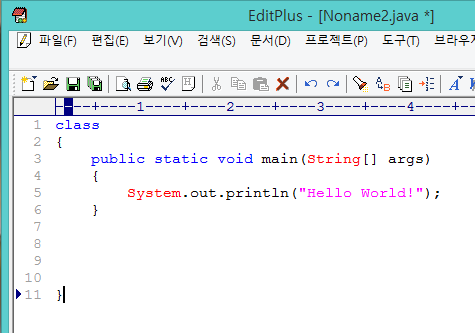 EditPlus - [Noname2.java *]
파일(F) 편집(E) 보기(V) 검색(S) 문서(D) 프로젝트(P) 도구(T) 브라우
----+----1----+----2----+----3----+----4----+-
1 class
2 {
3 public static void main(String[] args)
4 {
5 System.out.println("Hello World!");
6 }
7
8
9
10
11 }